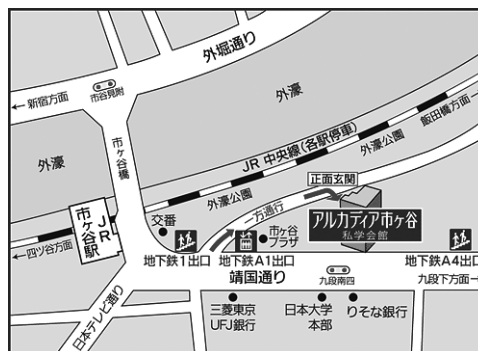 外堀通り
←新宿方面
市谷見附
外濠
飯田橋方面→
市ヶ谷橋
JR 中央線(各駅停車)
外濠公園
外濠
正面玄関
外濠公園
一方通行
JR
市ヶ谷駅
交番
市ヶ谷
プラザ
アルカディア市ヶ谷
私学会館
←四ツ谷方面
地下鉄1出口
地下鉄A1出口
地下鉄A4出口
靖国通り
九段南四
九段下方面→
日本テレビ通り
三菱東京
UFJ銀行
日本大学
本部
りそな銀行